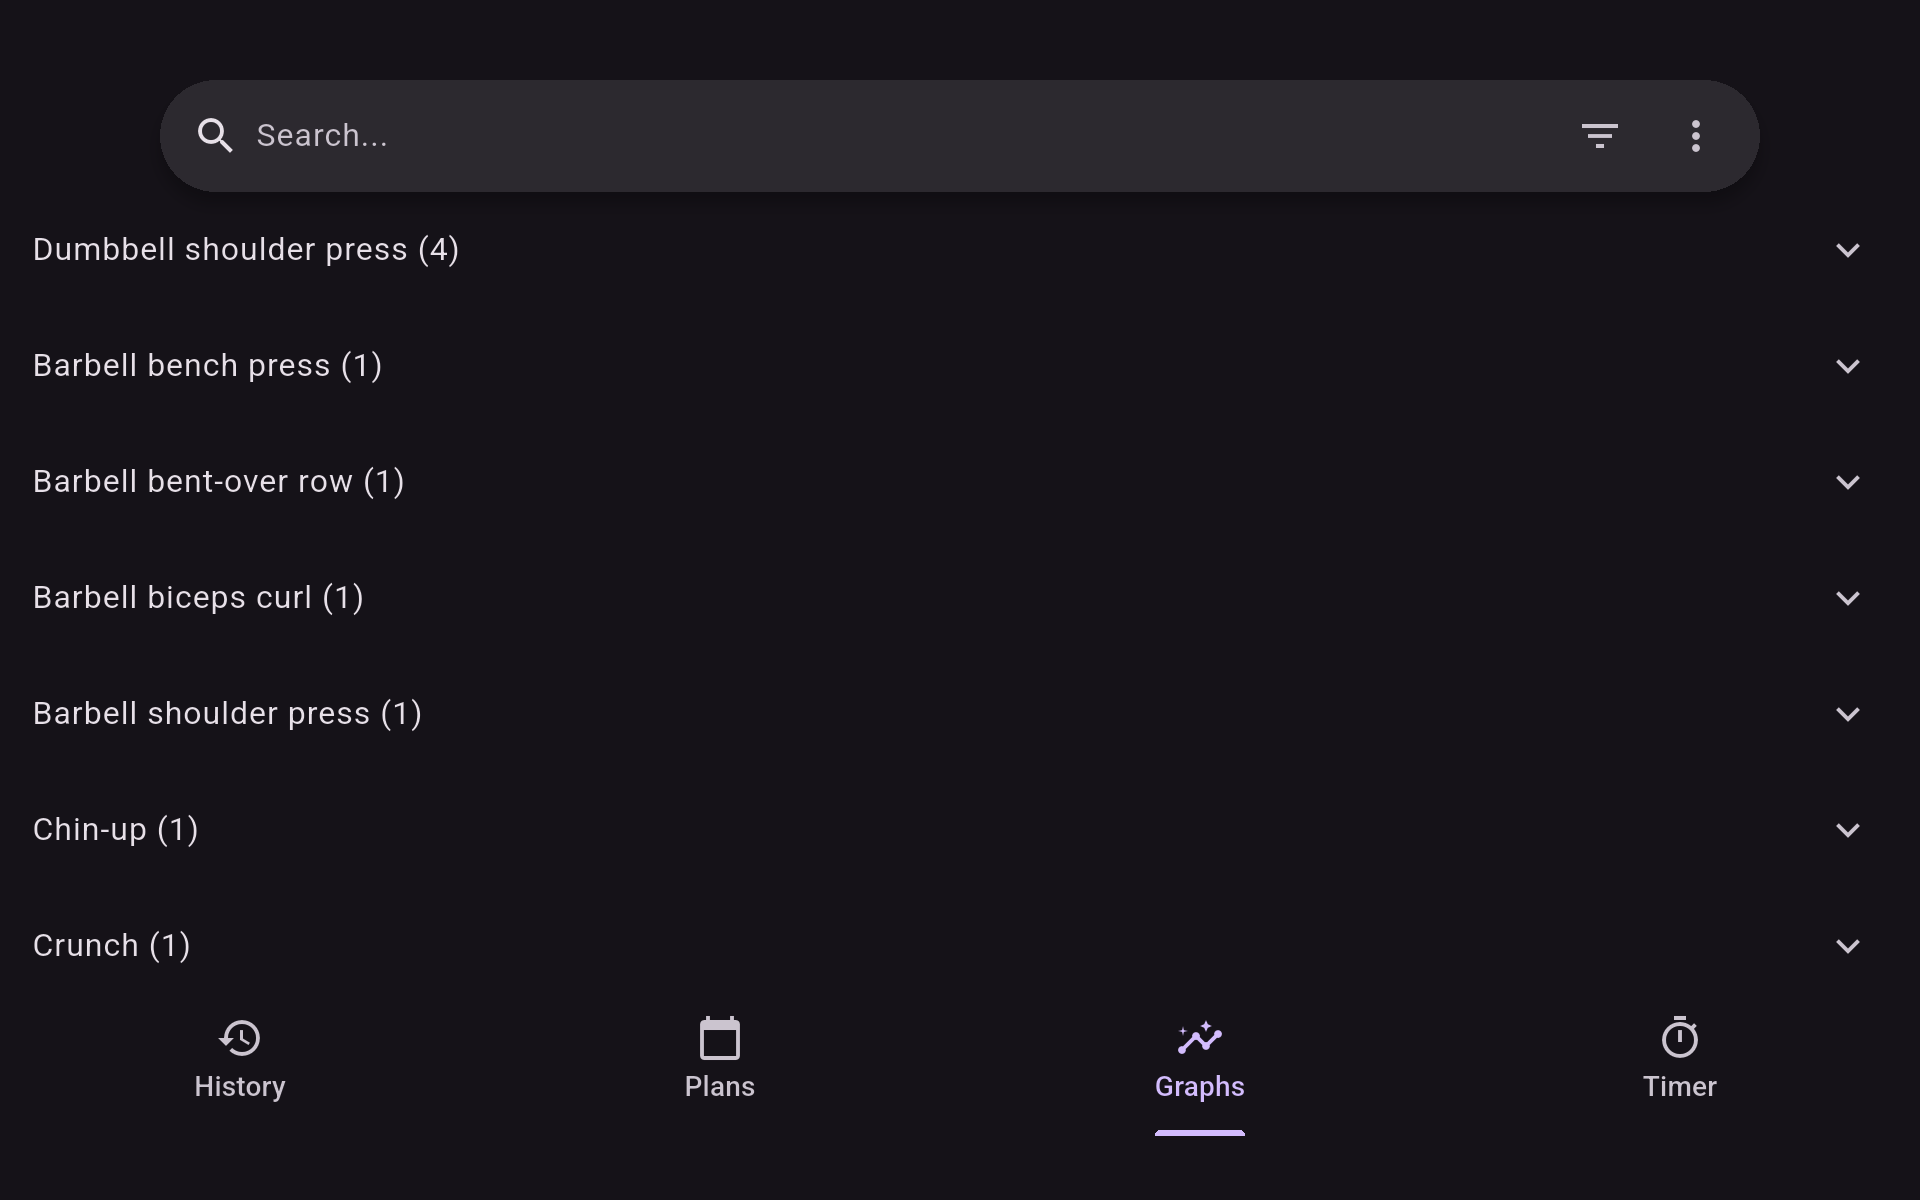 Search...
Dumbbell shoulder press (4)
Barbell bench press (1)
Barbell bent-over row (1)
Barbell biceps curl (1)
Barbell shoulder press (1)
Chin-up (1)
Crunch (1)
History
Plans
Graphs
Timer